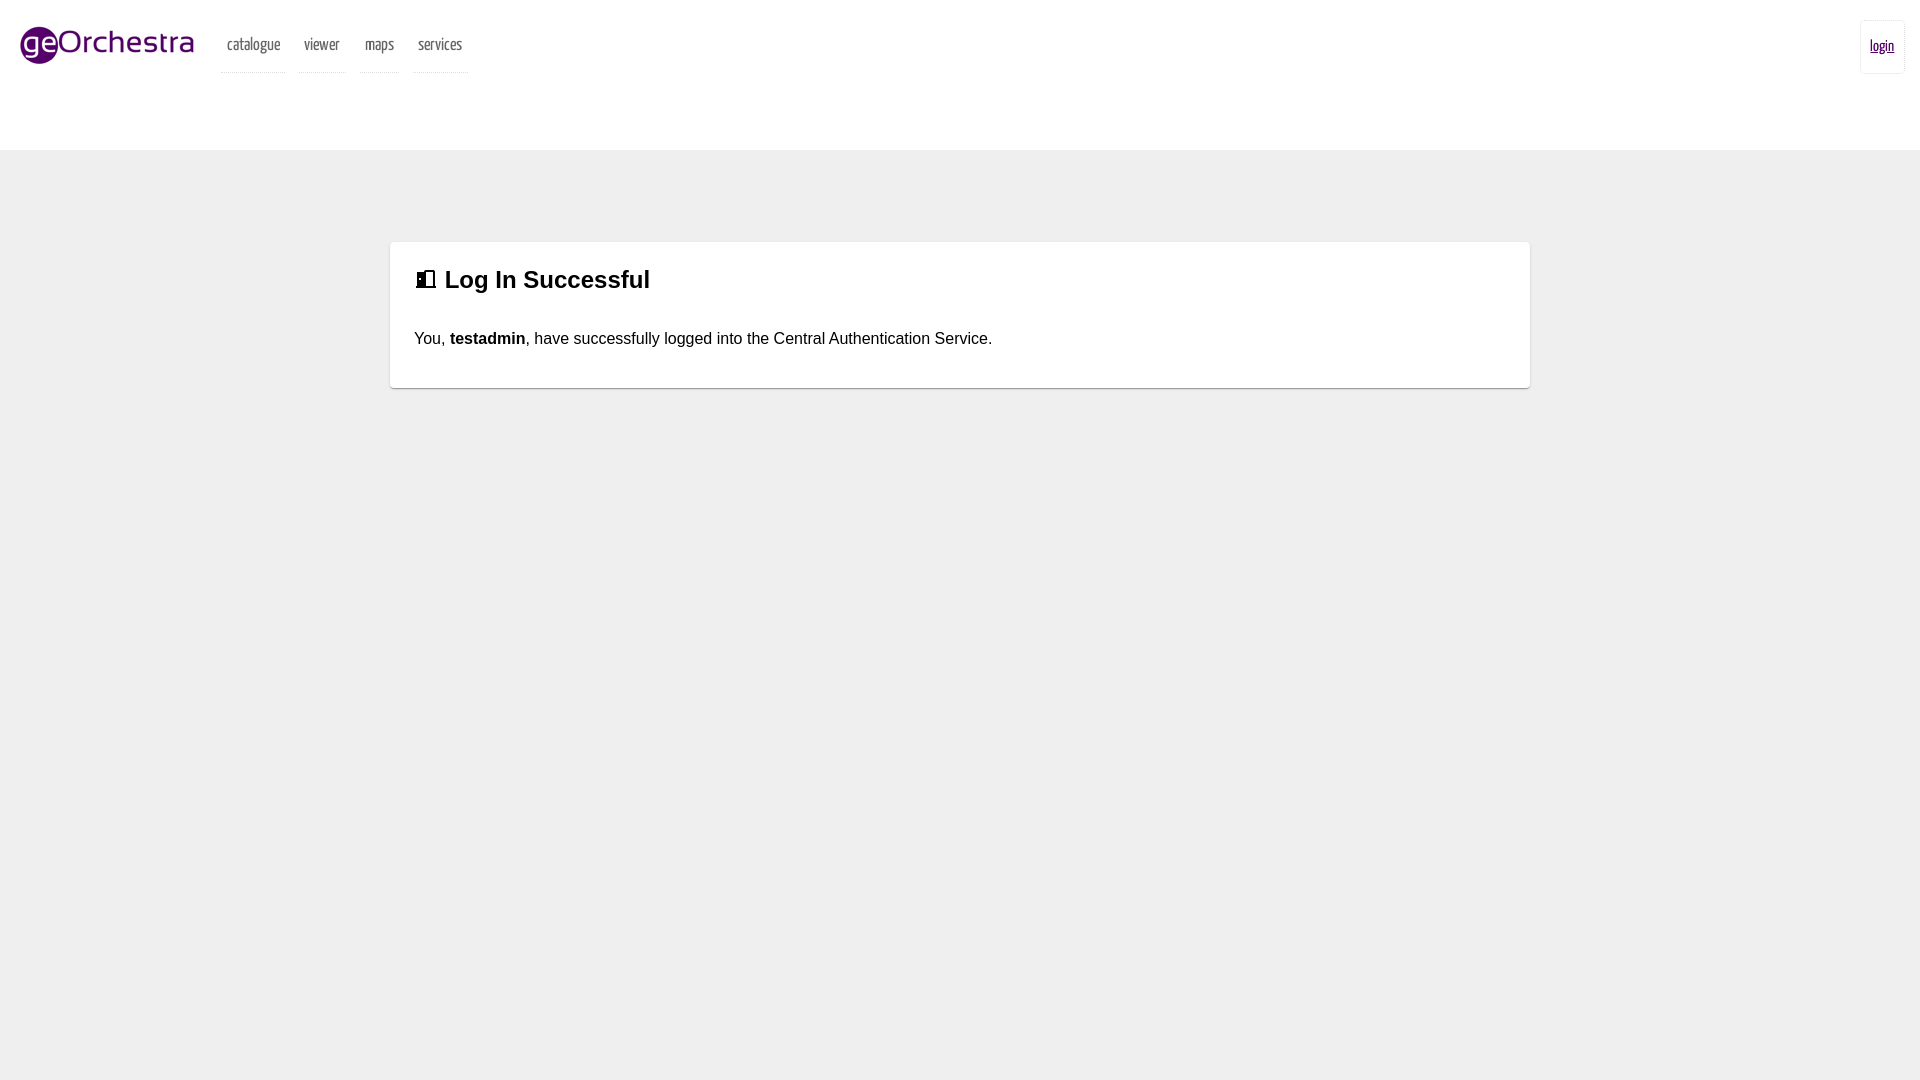 geOrchestra catalogue viewer maps services login
Log In Successful
You, testadmin, have successfully logged into the Central Authentication Service.